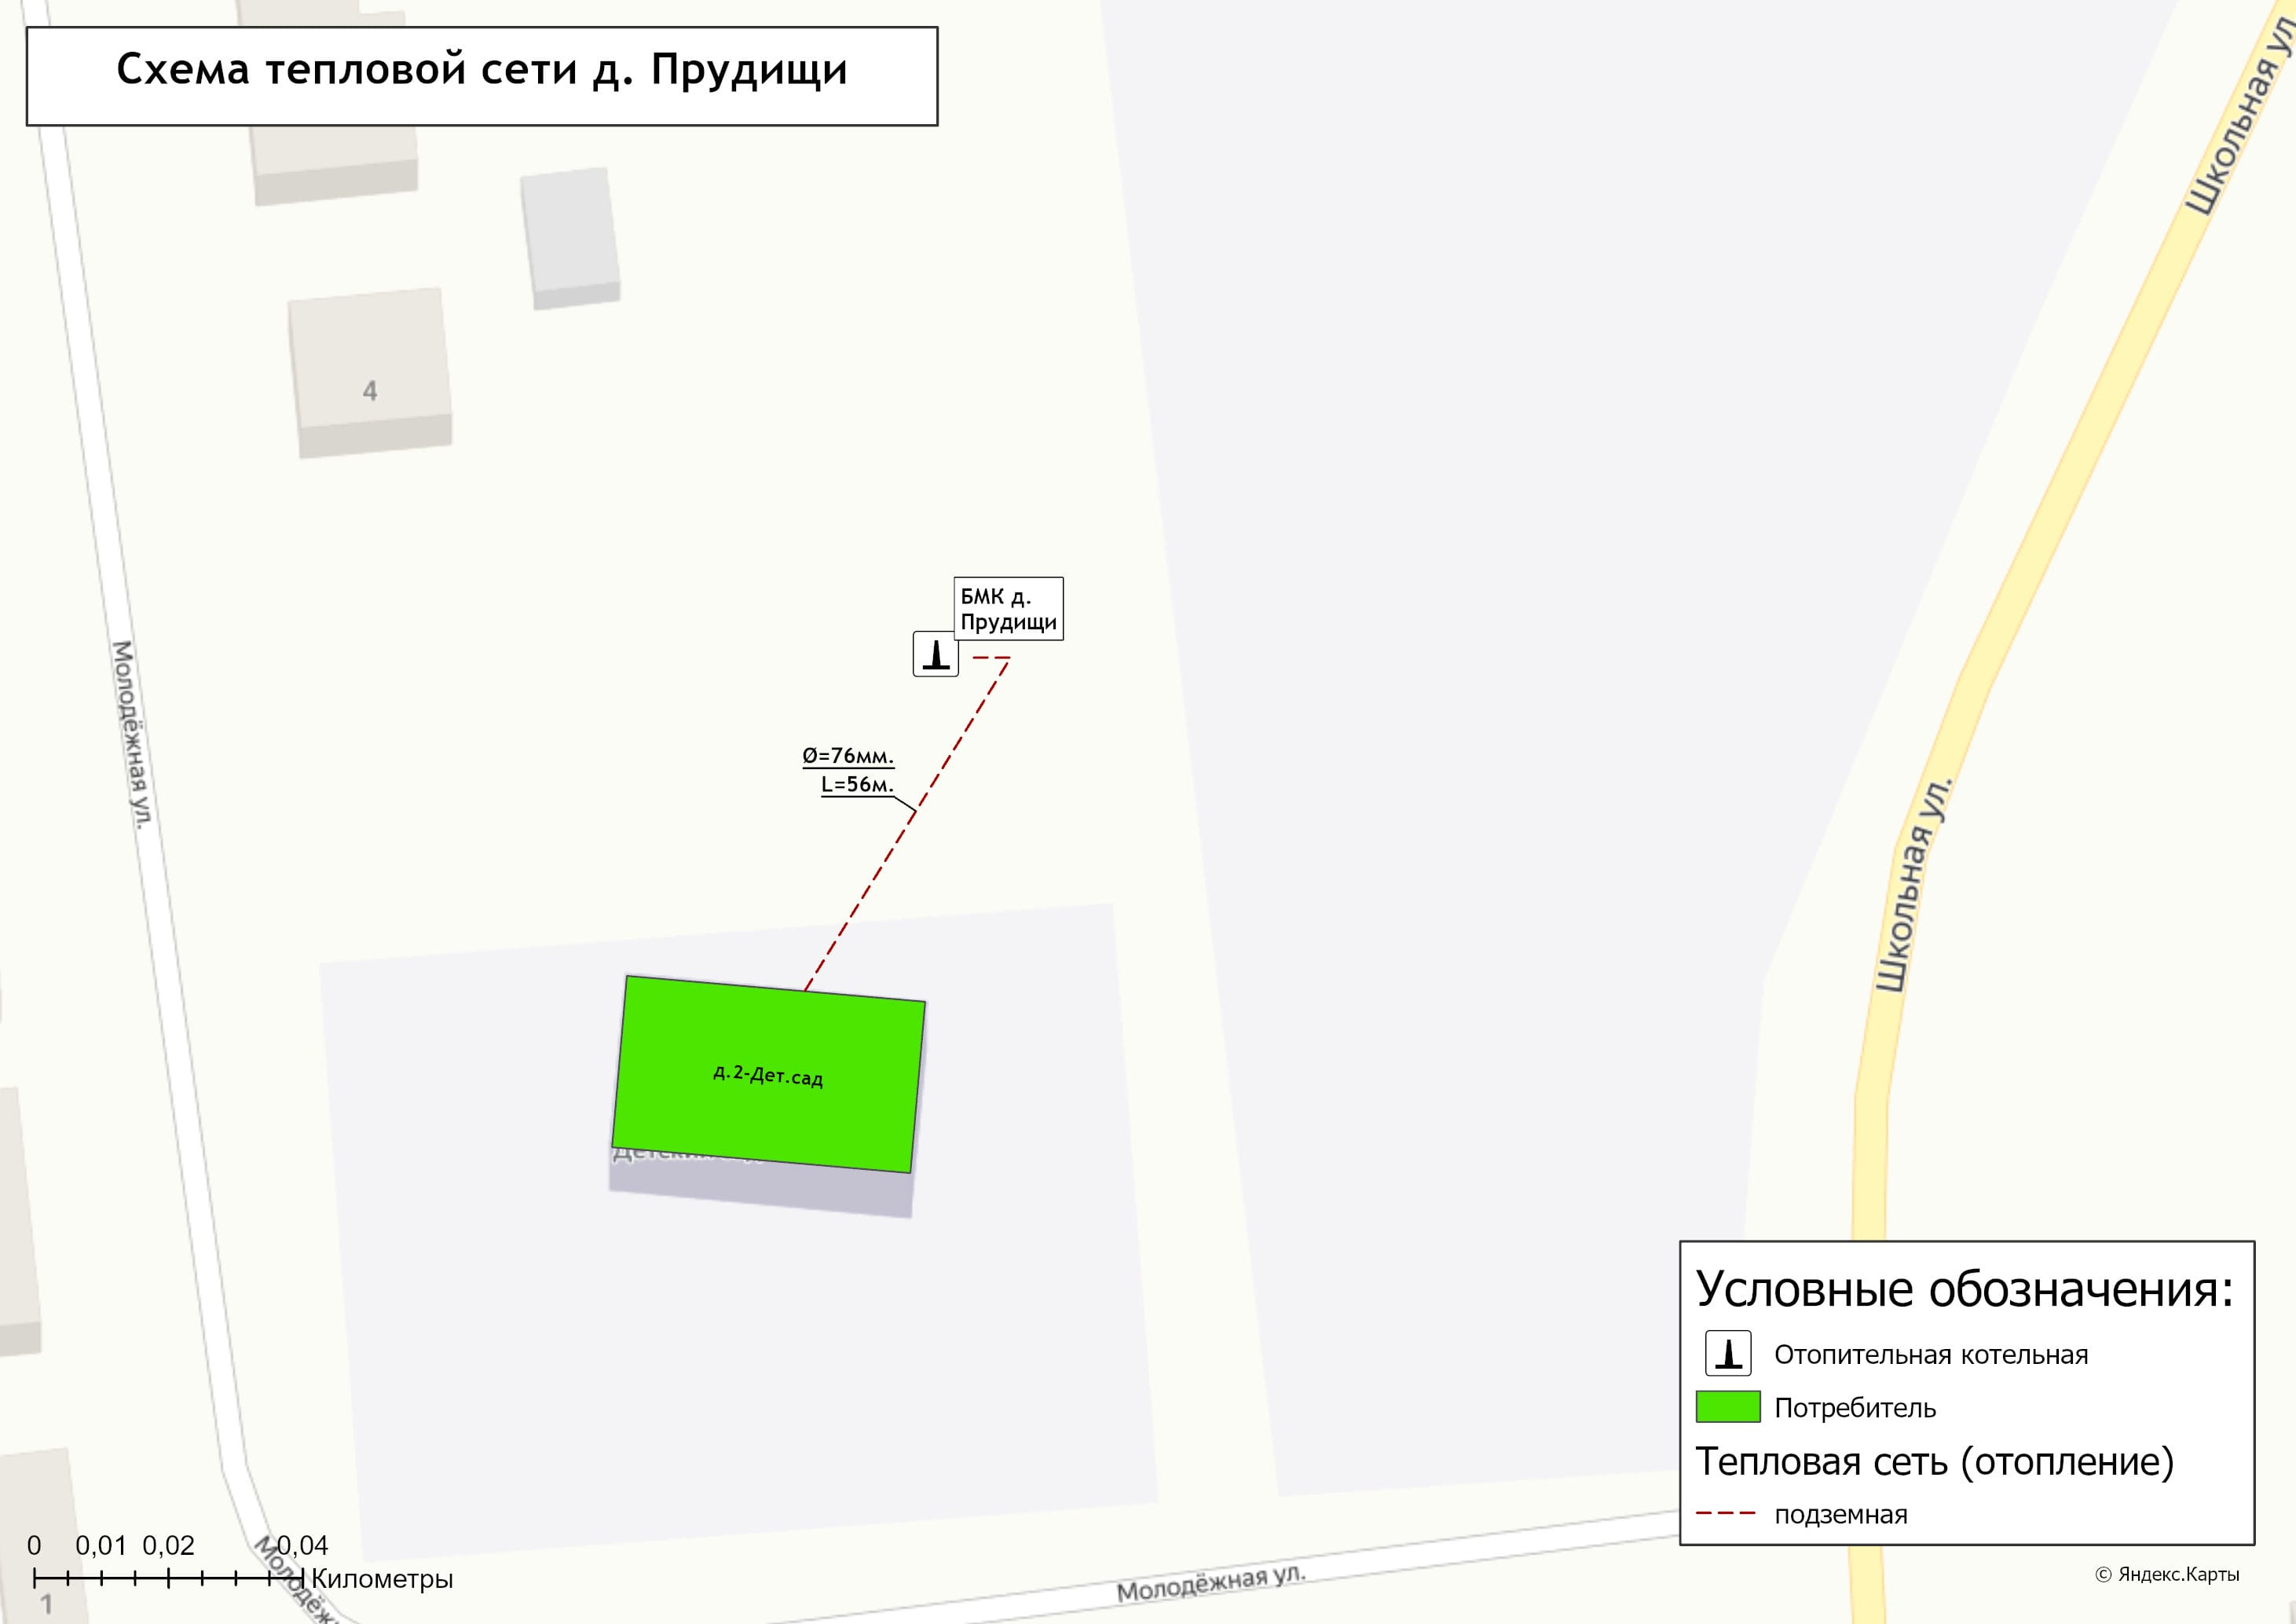 Схема тепловой сети д. Прудищи
Школьная ул.
4
БМК д.
Прудищи
Молодёжная ул.
Ø=76мм.
L=56м.
Школьная ул.
д.2-Дет.сад
Условные обозначения:
Отопительная котельная
Потребитель
Тепловая сеть (отопление)
подземная
0 0,01 0,02 0,04
Километры
1
Молодёжная ул.
© Яндекс.Карты